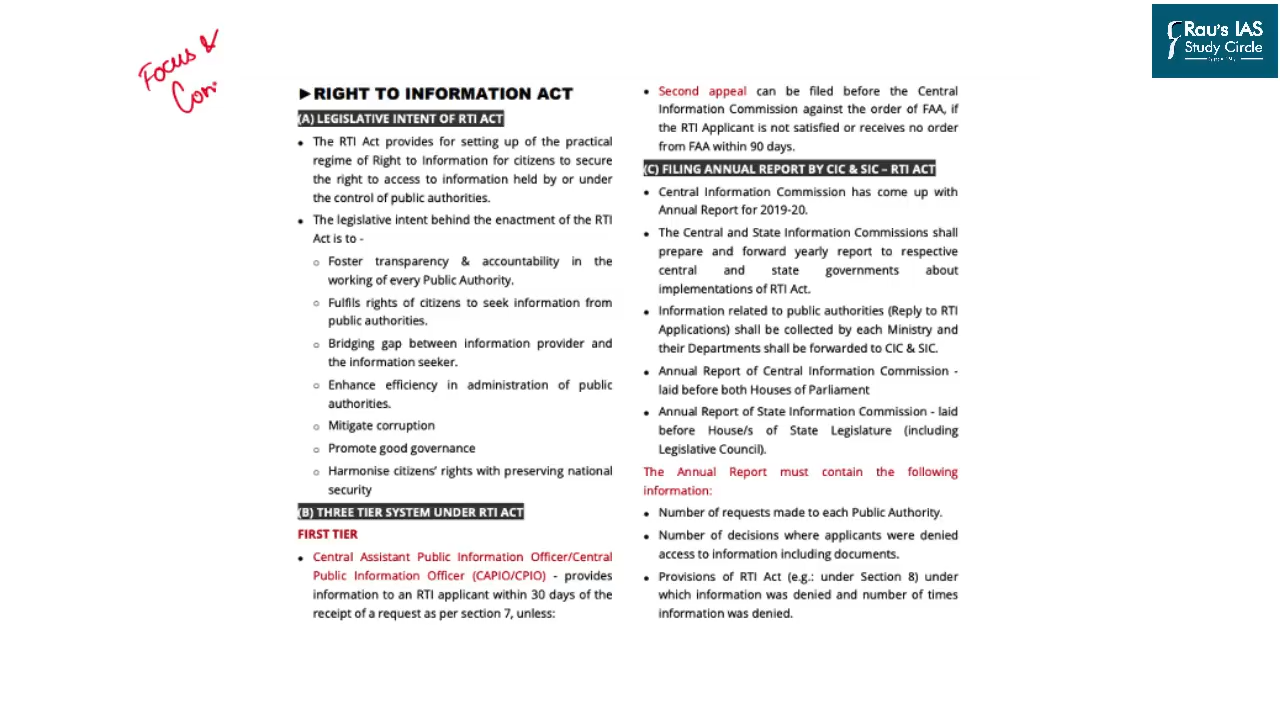 Focus &
Con
Rau's IAS
Study Circle
►RIGHT TO INFORMATION ACT
(A) LEGISLATIVE INTENT OF RTI ACT
• The RTI Act provides for setting up of the practical
regime of Right to Information for citizens to secure
the right to access to information held by or under
the control of public authorities.
• The legislative intent behind the enactment of the RTI
Act is to -
o Foster transparency & accountability in the
working of every Public Authority.
o Fulfils rights of citizens to seek information from
public authorities.
o Bridging gap between information provider and
the information seeker.
o Enhance efficiency in administration of public
authorities.
o Mitigate corruption
o Promote good governance
o Harmonise citizens' rights with preserving national
security
(B) THREE TIER SYSTEM UNDER RTI ACT
FIRST TIER
• Central Assistant Public Information Officer/Central
Public Information Officer (CAPIO/CPIO) - provides
information to an RTI applicant within 30 days of the
receipt of a request as per section 7, unless:
• Second appeal can be filed before the Central
Information Commission against the order of FAA, if
the RTI Applicant is not satisfied or receives no order
from FAA within 90 days.
(C) FILING ANNUAL REPORT BY CIC & SIC – RTI ACT
• Central Information Commission has come up with
Annual Report for 2019-20.
• The Central and State Information Commissions shall
prepare and forward yearly report to respective
central and state governments about
implementations of RTI Act.
• Information related to public authorities (Reply to RTI
Applications) shall be collected by each Ministry and
their Departments shall be forwarded to CIC & SIC.
• Annual Report of Central Information Commission -
laid before both Houses of Parliament
• Annual Report of State Information Commission - laid
before House/s of State Legislature (including
Legislative Council).
The Annual Report must contain the following
information:
• Number of requests made to each Public Authority.
• Number of decisions where applicants were denied
access to information including documents.
• Provisions of RTI Act (e.g.: under Section 8) under
which information was denied and number of times
information was denied.